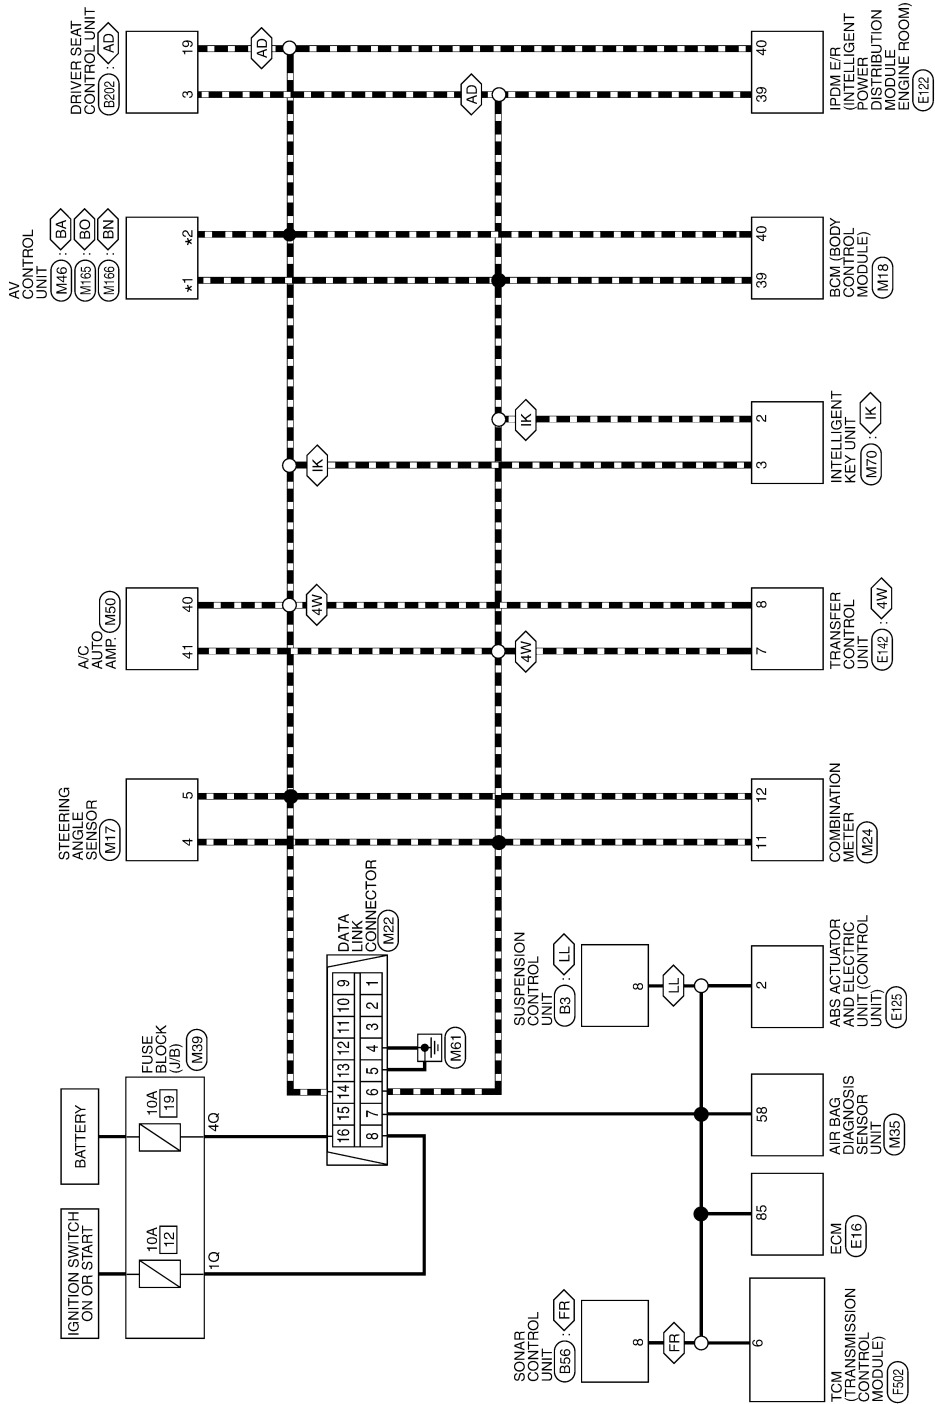 IGNITION SWITCH
ON OR START
BATTERY
FUSE
BLOCK
(J/B)
M39
10A
12
10A
19
1Q
4Q
DATA
LINK
CONNECTOR
M22
16 15 14 13 12 11 10 9
8 7 6 5 4 3 2 1
M61
STEERING
ANGLE
SENSOR
M17
4 5
A/C
AUTO
AMP.
M50
41 40
AV
CONTROL
UNIT
M46 : BA
M165 : BO
M166 : BN
*1 *2
DRIVER SEAT
CONTROL UNIT
B202 : AD
3 19
AD
AD
IK
IK
4W
4W
SONAR
CONTROL
UNIT
B56 : FR
8
FR
SUSPENSION
CONTROL
UNIT
B3 : LL
8
LL
6
TCM
(TRANSMISSION
CONTROL
MODULE)
F502
85
ECM
E16
58
AIR BAG
DIAGNOSIS
SENSOR
UNIT
M35
2
ABS ACTUATOR
AND ELECTRIC
UNIT (CONTROL
UNIT)
E125
11 12
COMBINATION
METER
M24
7 8
TRANSFER
CONTROL
UNIT
E142 : 4W
3 2
INTELLIGENT
KEY UNIT
M70 : IK
39 40
BCM (BODY
CONTROL
MODULE)
M18
39 40
IPDM E/R
(INTELLIGENT
POWER
DISTRIBUTION
MODULE
ENGINE ROOM)
E122